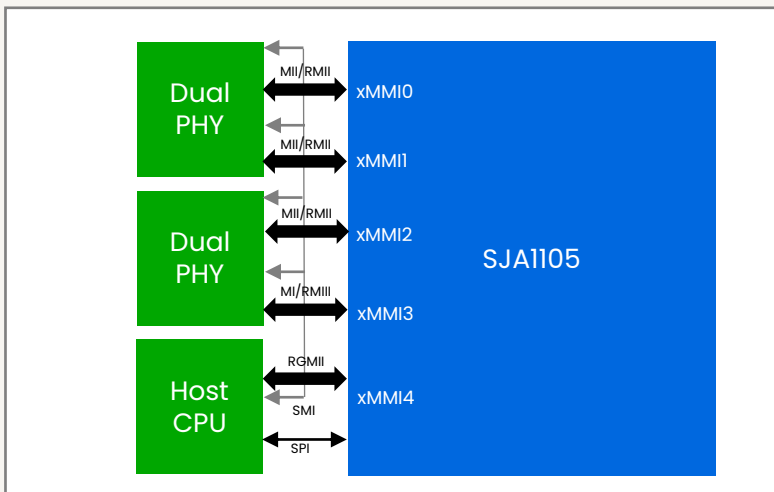 Dual
PHY
MII/RMII
xMMI0
MII/RMII
xMMI1
Dual
PHY
MII/RMII
xMMI2
SJA1105
MI/RMIII
xMMI3
Host
CPU
RGMII
xMMI4
SMI
SPI